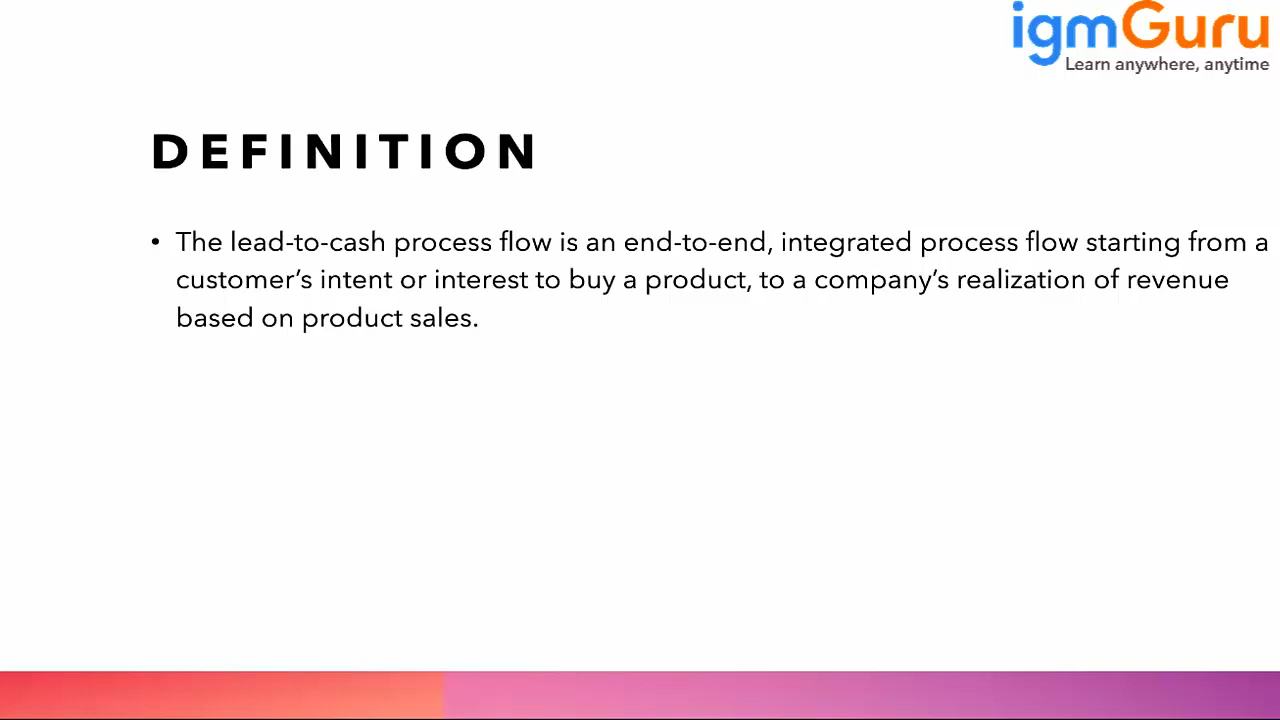 igmGuru
Learn anywhere, anytime
DEFINITION
• The lead-to-cash process flow is an end-to-end, integrated process flow starting from a
customer’s intent or interest to buy a product, to a company’s realization of revenue
based on product sales.